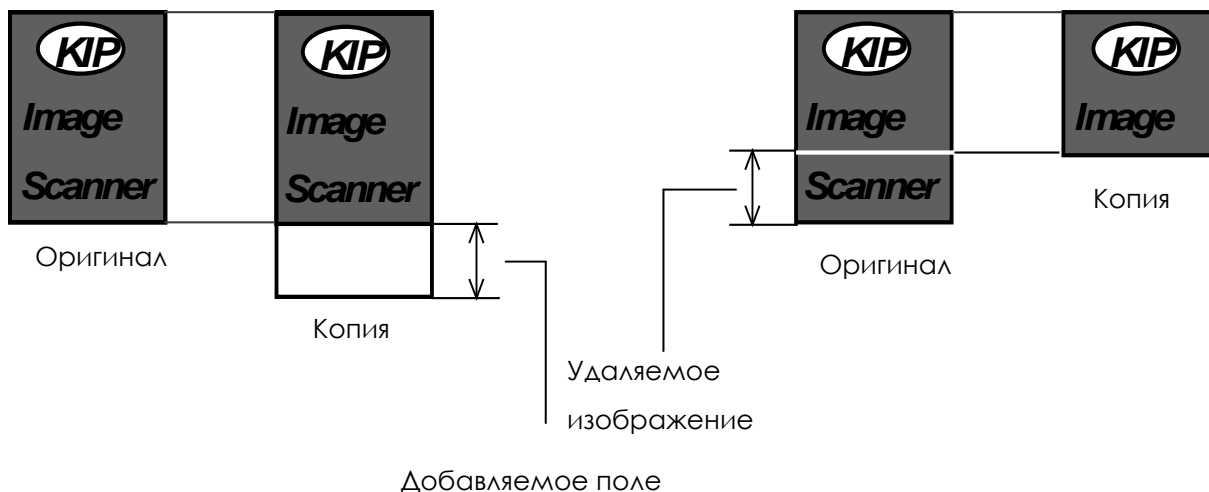 KIP
Image
Scanner
Оригинал
KIP
Image
Scanner
Копия
Добавляемое поле
KIP
Image
Scanner
Оригинал
KIP
Image
Копия
Удаляемое
изображение